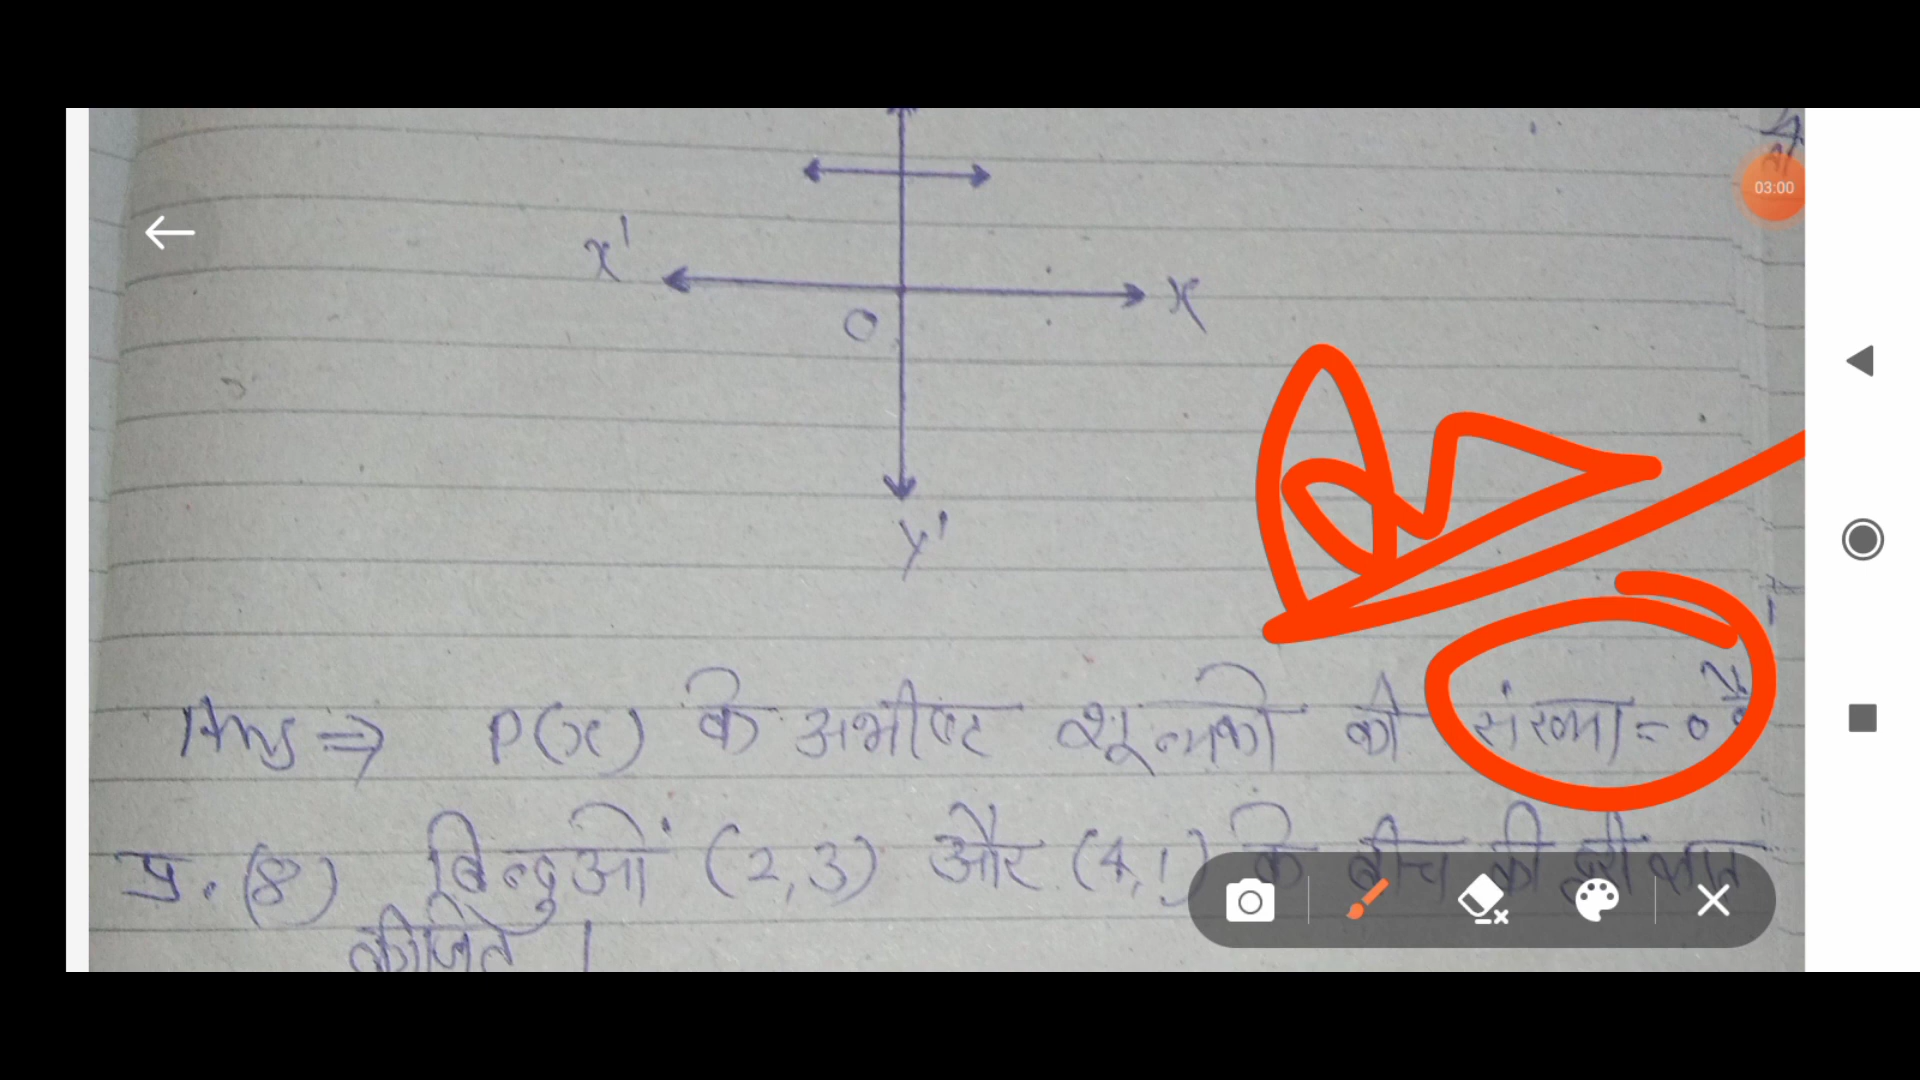 03:00
x'
x
O
y'
Ans ⇒ P(x) के अभीष्ट शून्यको की संख्या = 0 है
प्र. (8) बिन्दुओं (2,3) और (4,1) के बीच की दूरी ज्ञात
कीजिते ।